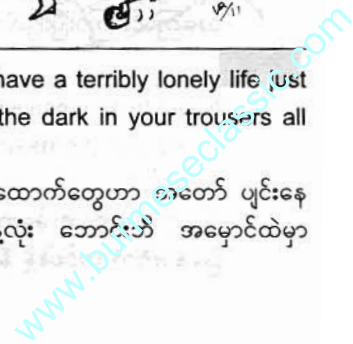 have a terribly lonely life just
the dark in your trousers all
ထောက်တွေဟာ အတော် ပျင်းနေ
လုံး ဘောင်းဘိ အမှောင်ထဲမှာ
www.burmeseclassic.com